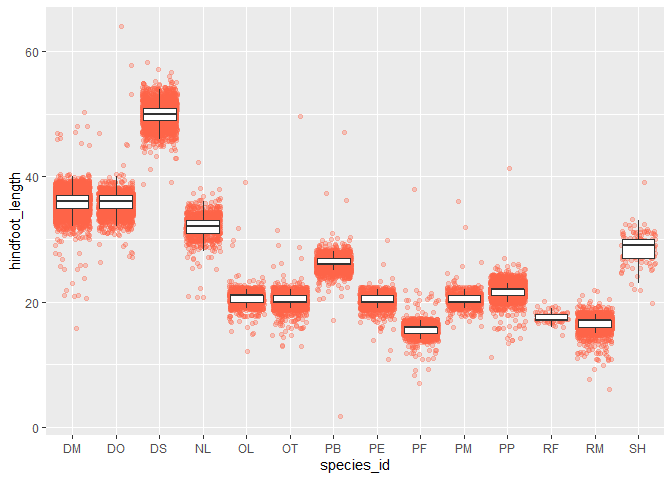 hindfoot_length
60
40
20
0
DM DO DS NL OL OT PB PE PF PM PP RF RM SH
species_id